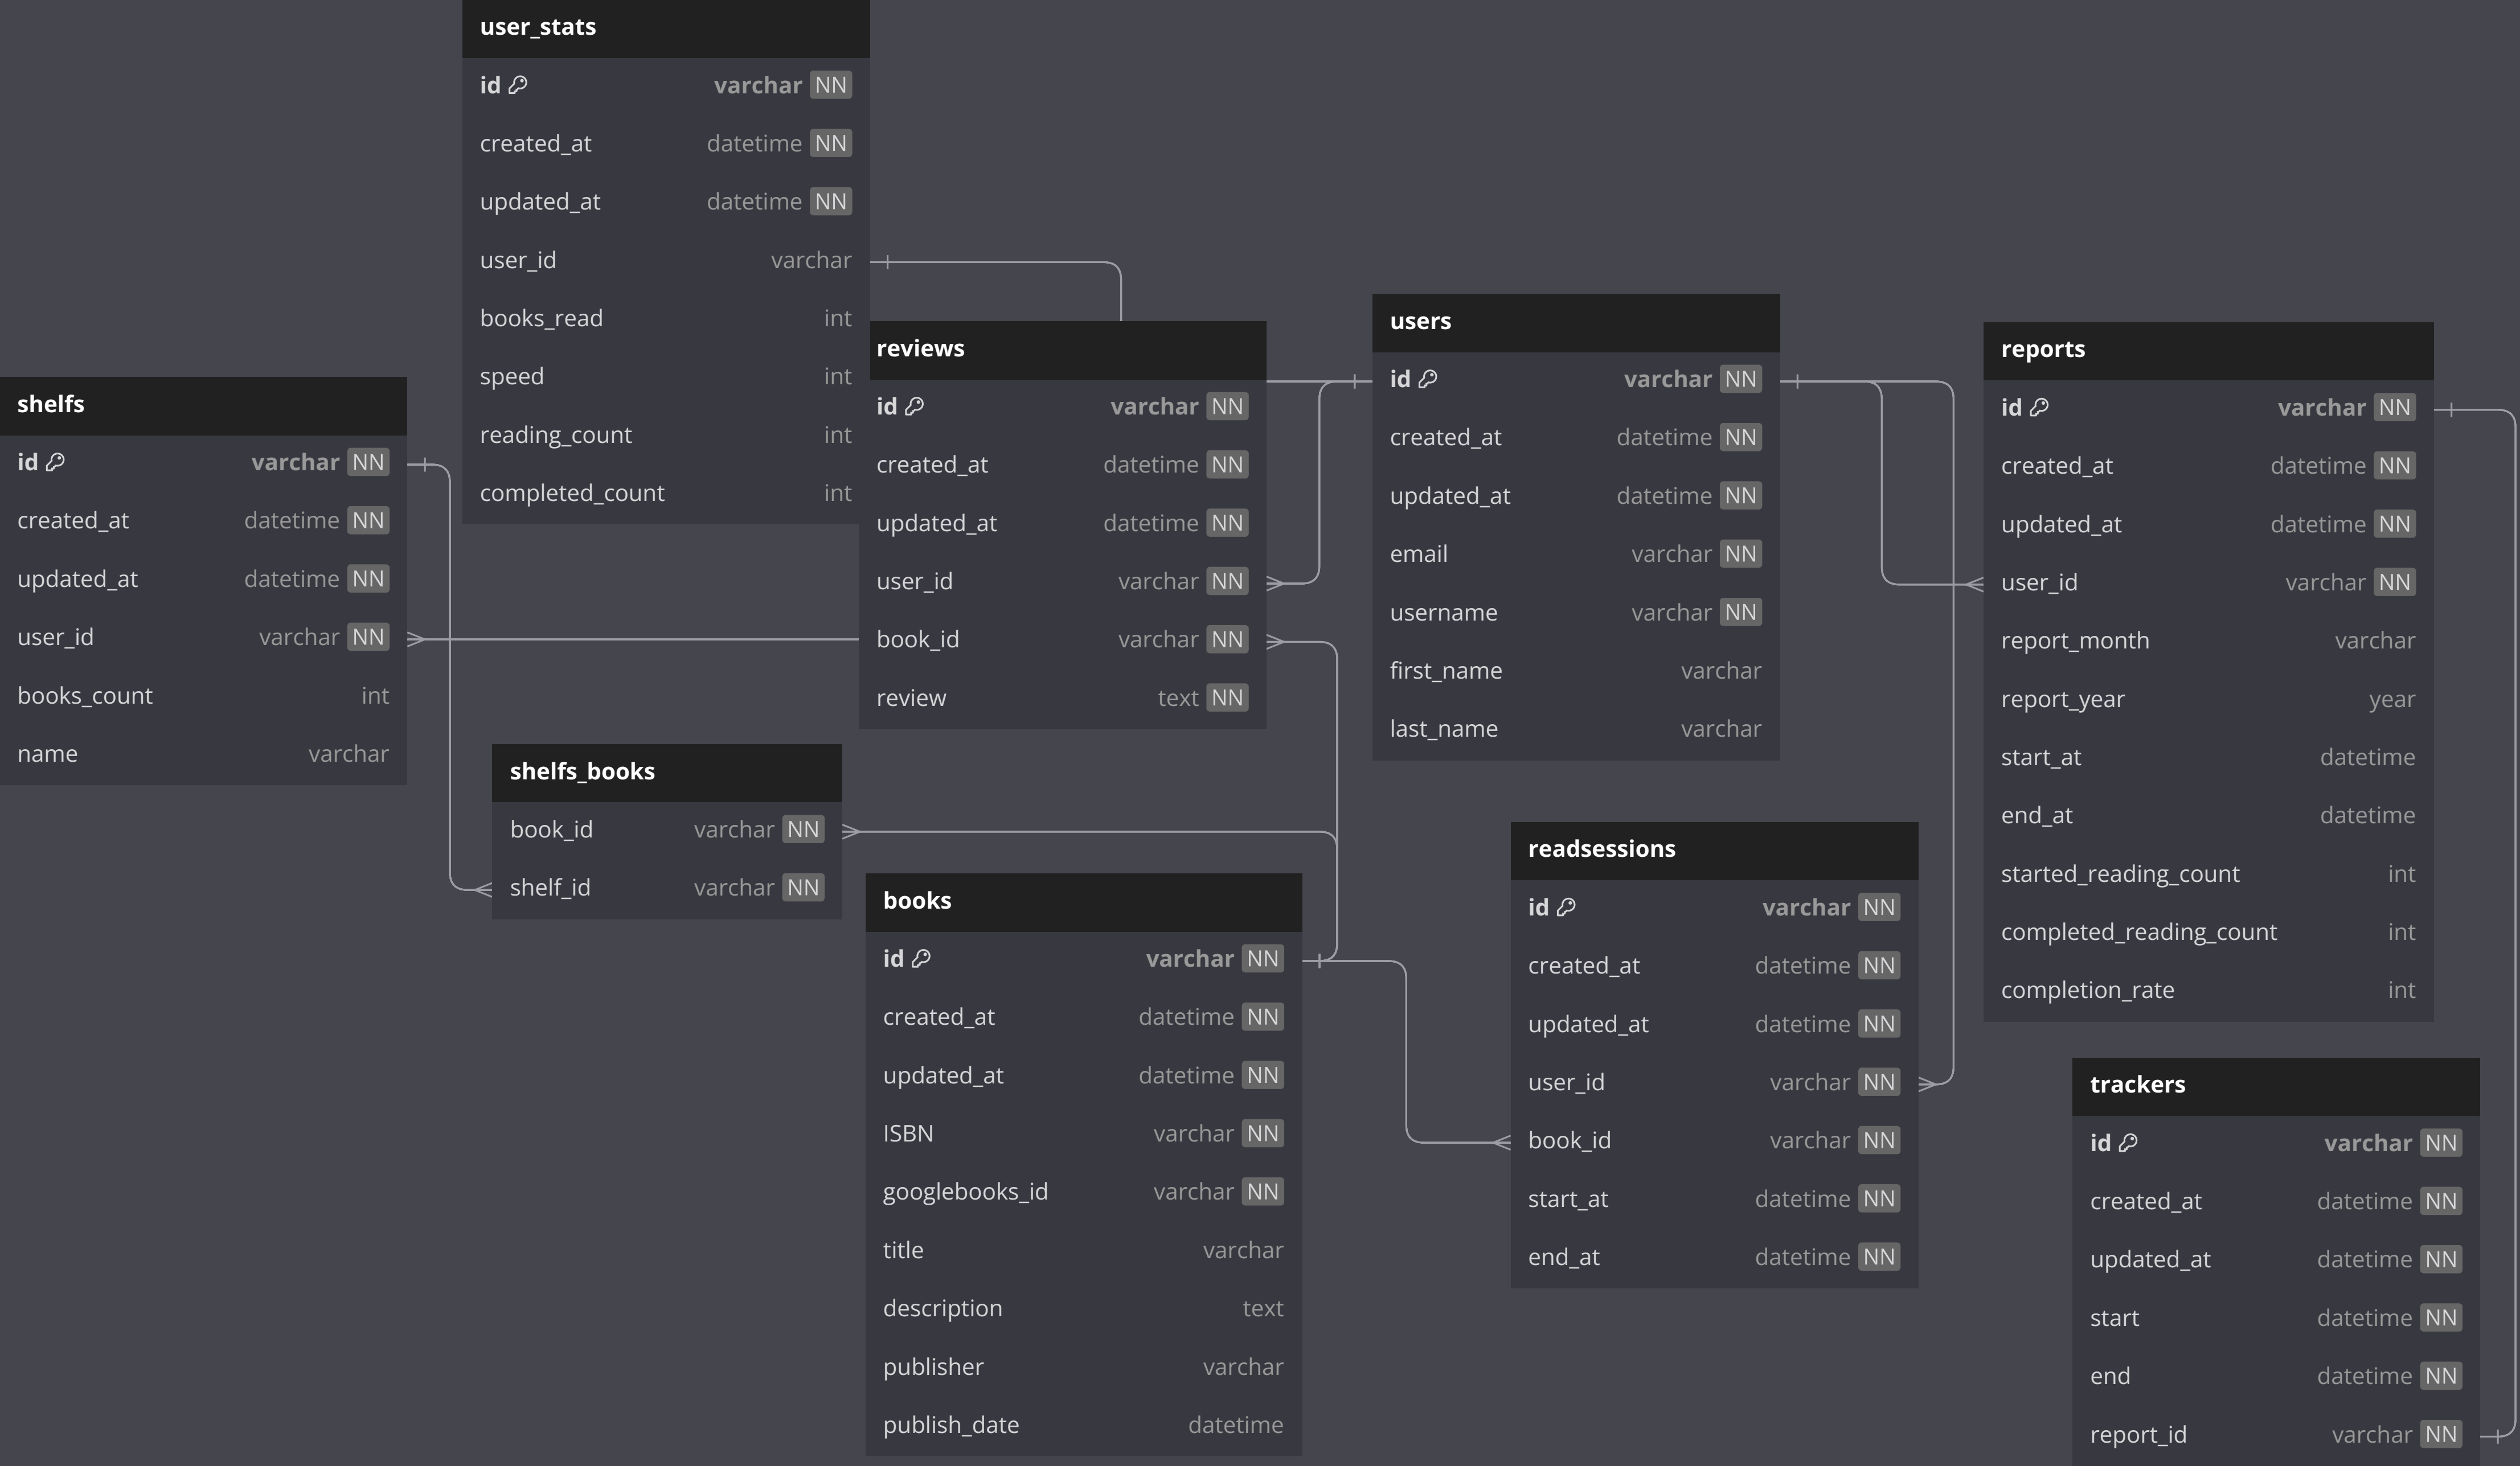 user_stats
id varchar NN
created_at datetime NN
updated_at datetime NN
user_id varchar
books_read int
speed int
reading_count int
completed_count int
shelfs
id varchar NN
created_at datetime NN
updated_at datetime NN
user_id varchar NN
books_count int
name varchar
reviews
id varchar NN
created_at datetime NN
updated_at datetime NN
user_id varchar NN
book_id varchar NN
review text NN
users
id varchar NN
created_at datetime NN
updated_at datetime NN
email varchar NN
username varchar NN
first_name varchar
last_name varchar
reports
id varchar NN
created_at datetime NN
updated_at datetime NN
user_id varchar NN
report_month varchar
report_year year
start_at datetime
end_at datetime
started_reading_count int
completed_reading_count int
completion_rate int
shelfs_books
book_id varchar NN
shelf_id varchar NN
books
id varchar NN
created_at datetime NN
updated_at datetime NN
ISBN varchar NN
googlebooks_id varchar NN
title varchar
description text
publisher varchar
publish_date datetime
readsessions
id varchar NN
created_at datetime NN
updated_at datetime NN
user_id varchar NN
book_id varchar NN
start_at datetime NN
end_at datetime NN
trackers
id varchar NN
created_at datetime NN
updated_at datetime NN
start datetime NN
end datetime NN
report_id varchar NN